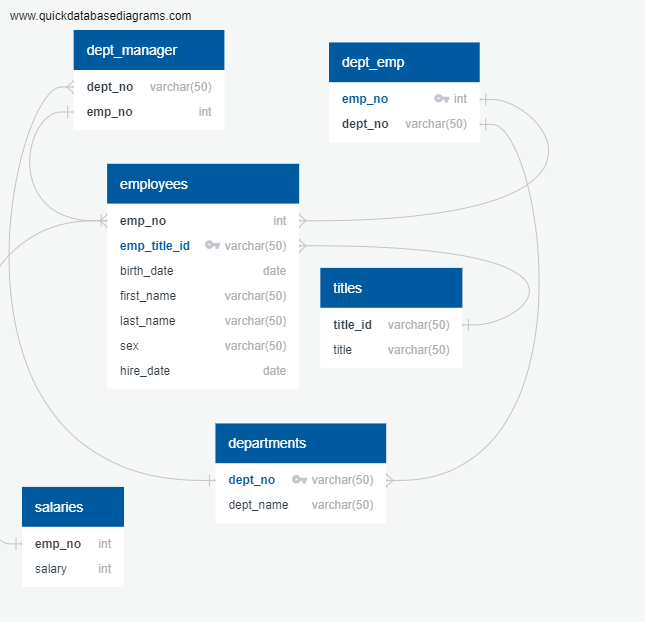 www.quickdatabasediagrams.com
dept_manager
dept_no varchar(50)
emp_no int
dept_emp
emp_no int
dept_no varchar(50)
employees
emp_no int
emp_title_id varchar(50)
birth_date date
first_name varchar(50)
last_name varchar(50)
sex varchar(50)
hire_date date
titles
title_id varchar(50)
title varchar(50)
departments
dept_no varchar(50)
dept_name varchar(50)
salaries
emp_no int
salary int